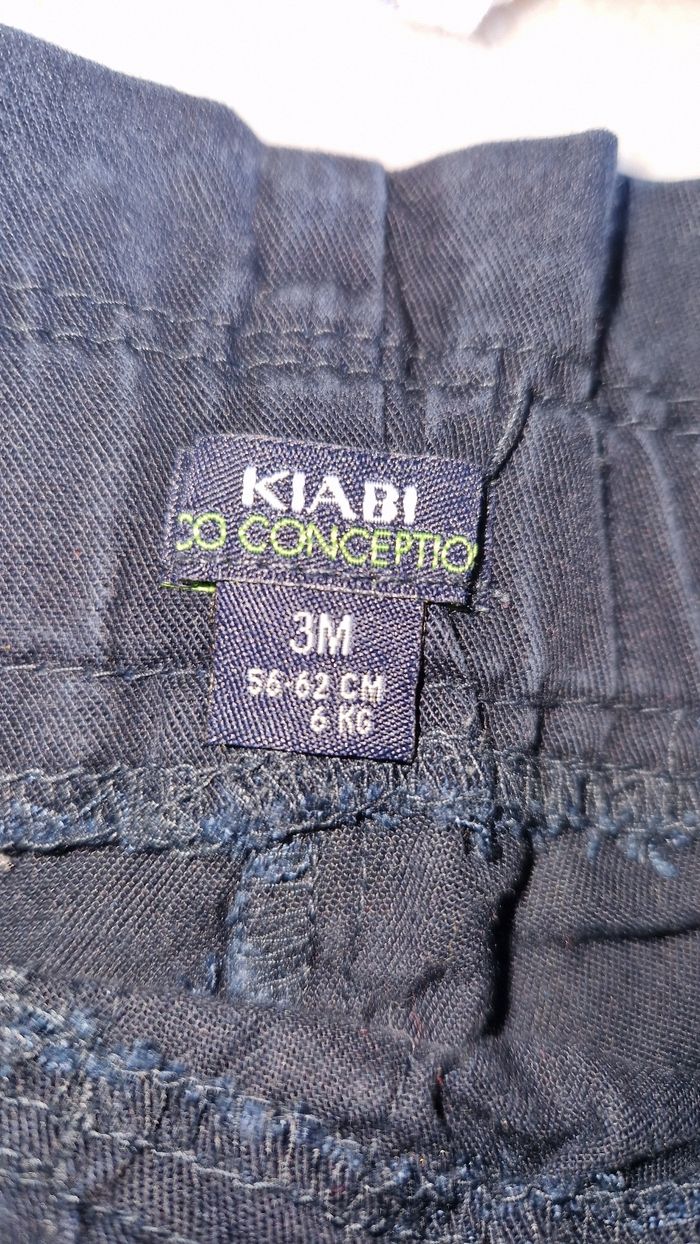 KIABI
CO CONCEPTIO
3M
56-62 CM
6 KG